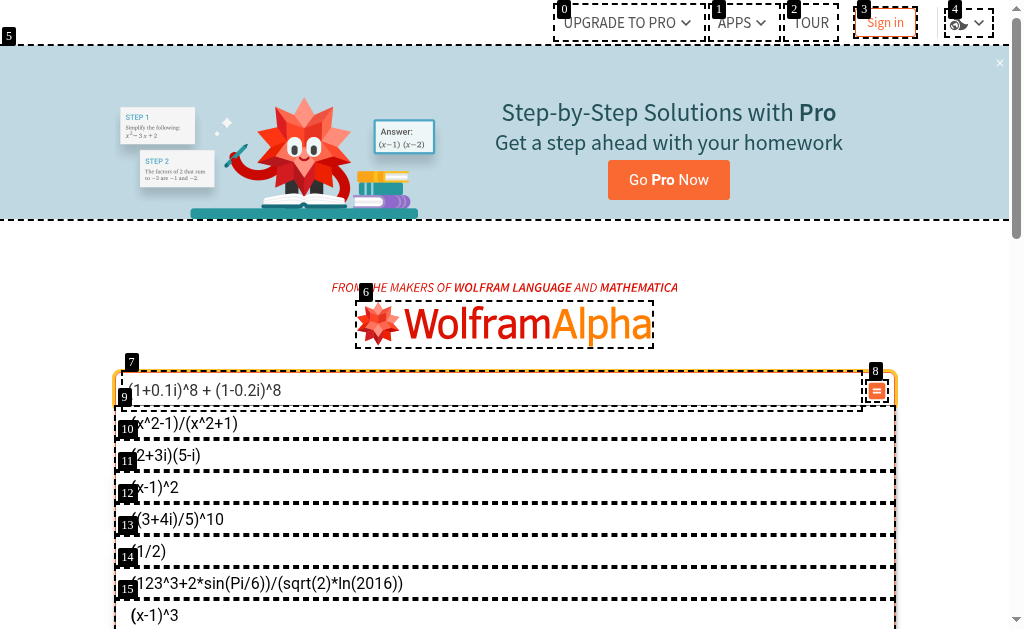 0 1 2 3 4
UPGRADE TO PRO APPS TOUR Sign in
5
×
STEP 1
Simplify the following:
x² − 3 x + 2
STEP 2
The factors of 2 that sum
to −3 are −1 and −2.
Answer:
(x−1) (x−2)
Step-by-Step Solutions with Pro
Get a step ahead with your homework
Go Pro Now
FROM THE MAKERS OF WOLFRAM LANGUAGE AND MATHEMATICA
6
WolframAlpha
7 8
(1+0.1i)^8 + (1-0.2i)^8 =
9
(x^2-1)/(x^2+1)
10
(2+3i)(5-i)
11
(x-1)^2
12
((3+4i)/5)^10
13
(1/2)
14
(123^3+2*sin(Pi/6))/(sqrt(2)*ln(2016))
15
(x-1)^3